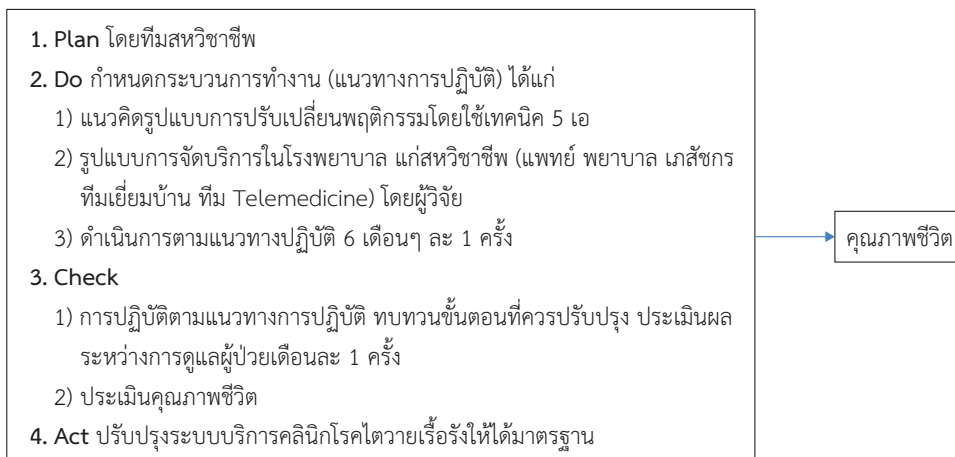 1. Plan โดยทีมสหวิชาชีพ
2. Do กำหนดกระบวนการทำงาน (แนวทางการปฏิบัติ) ได้แก่
1) แนวคิดรูปแบบการปรับเปลี่ยนพฤติกรรมโดยใช้เทคนิค 5 เอ
2) รูปแบบการจัดบริการในโรงพยาบาล แก่สหวิชาชีพ (แพทย์ พยาบาล เภสัชกร
ทีมเยี่ยมบ้าน ทีม Telemedicine) โดยผู้วิจัย
3) ดำเนินการตามแนวทางปฏิบัติ 6 เดือนๆ ละ 1 ครั้ง
3. Check
1) การปฏิบัติตามแนวทางการปฏิบัติ ทบทวนขั้นตอนที่ควรปรับปรุง ประเมินผล
ระหว่างการดูแลผู้ป่วยเดือนละ 1 ครั้ง
2) ประเมินคุณภาพชีวิต
4. Act ปรับปรุงระบบบริการคลินิกโรคไตวายเรื้อรังให้ได้มาตรฐาน
คุณภาพชีวิต